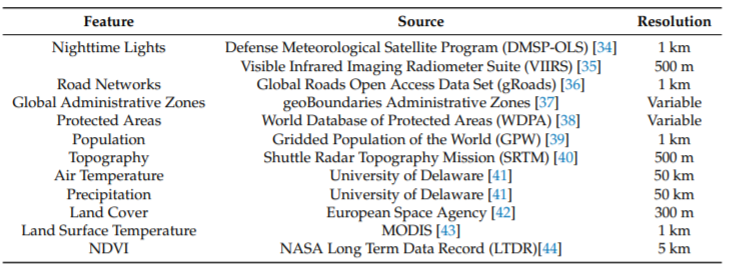 Feature Source Resolution
Nighttime Lights Defense Meteorological Satellite Program (DMSP-OLS) [34] 1 km
Visible Infrared Imaging Radiometer Suite (VIIRS) [35] 500 m
Road Networks Global Roads Open Access Data Set (gRoads) [36] 1 km
Global Administrative Zones geoBoundaries Administrative Zones [37] Variable
Protected Areas World Database of Protected Areas (WDPA) [38] Variable
Population Gridded Population of the World (GPW) [39] 1 km
Topography Shuttle Radar Topography Mission (SRTM) [40] 500 m
Air Temperature University of Delaware [41] 50 km
Precipitation University of Delaware [41] 50 km
Land Cover European Space Agency [42] 300 m
Land Surface Temperature MODIS [43] 1 km
NDVI NASA Long Term Data Record (LTDR)[44] 5 km